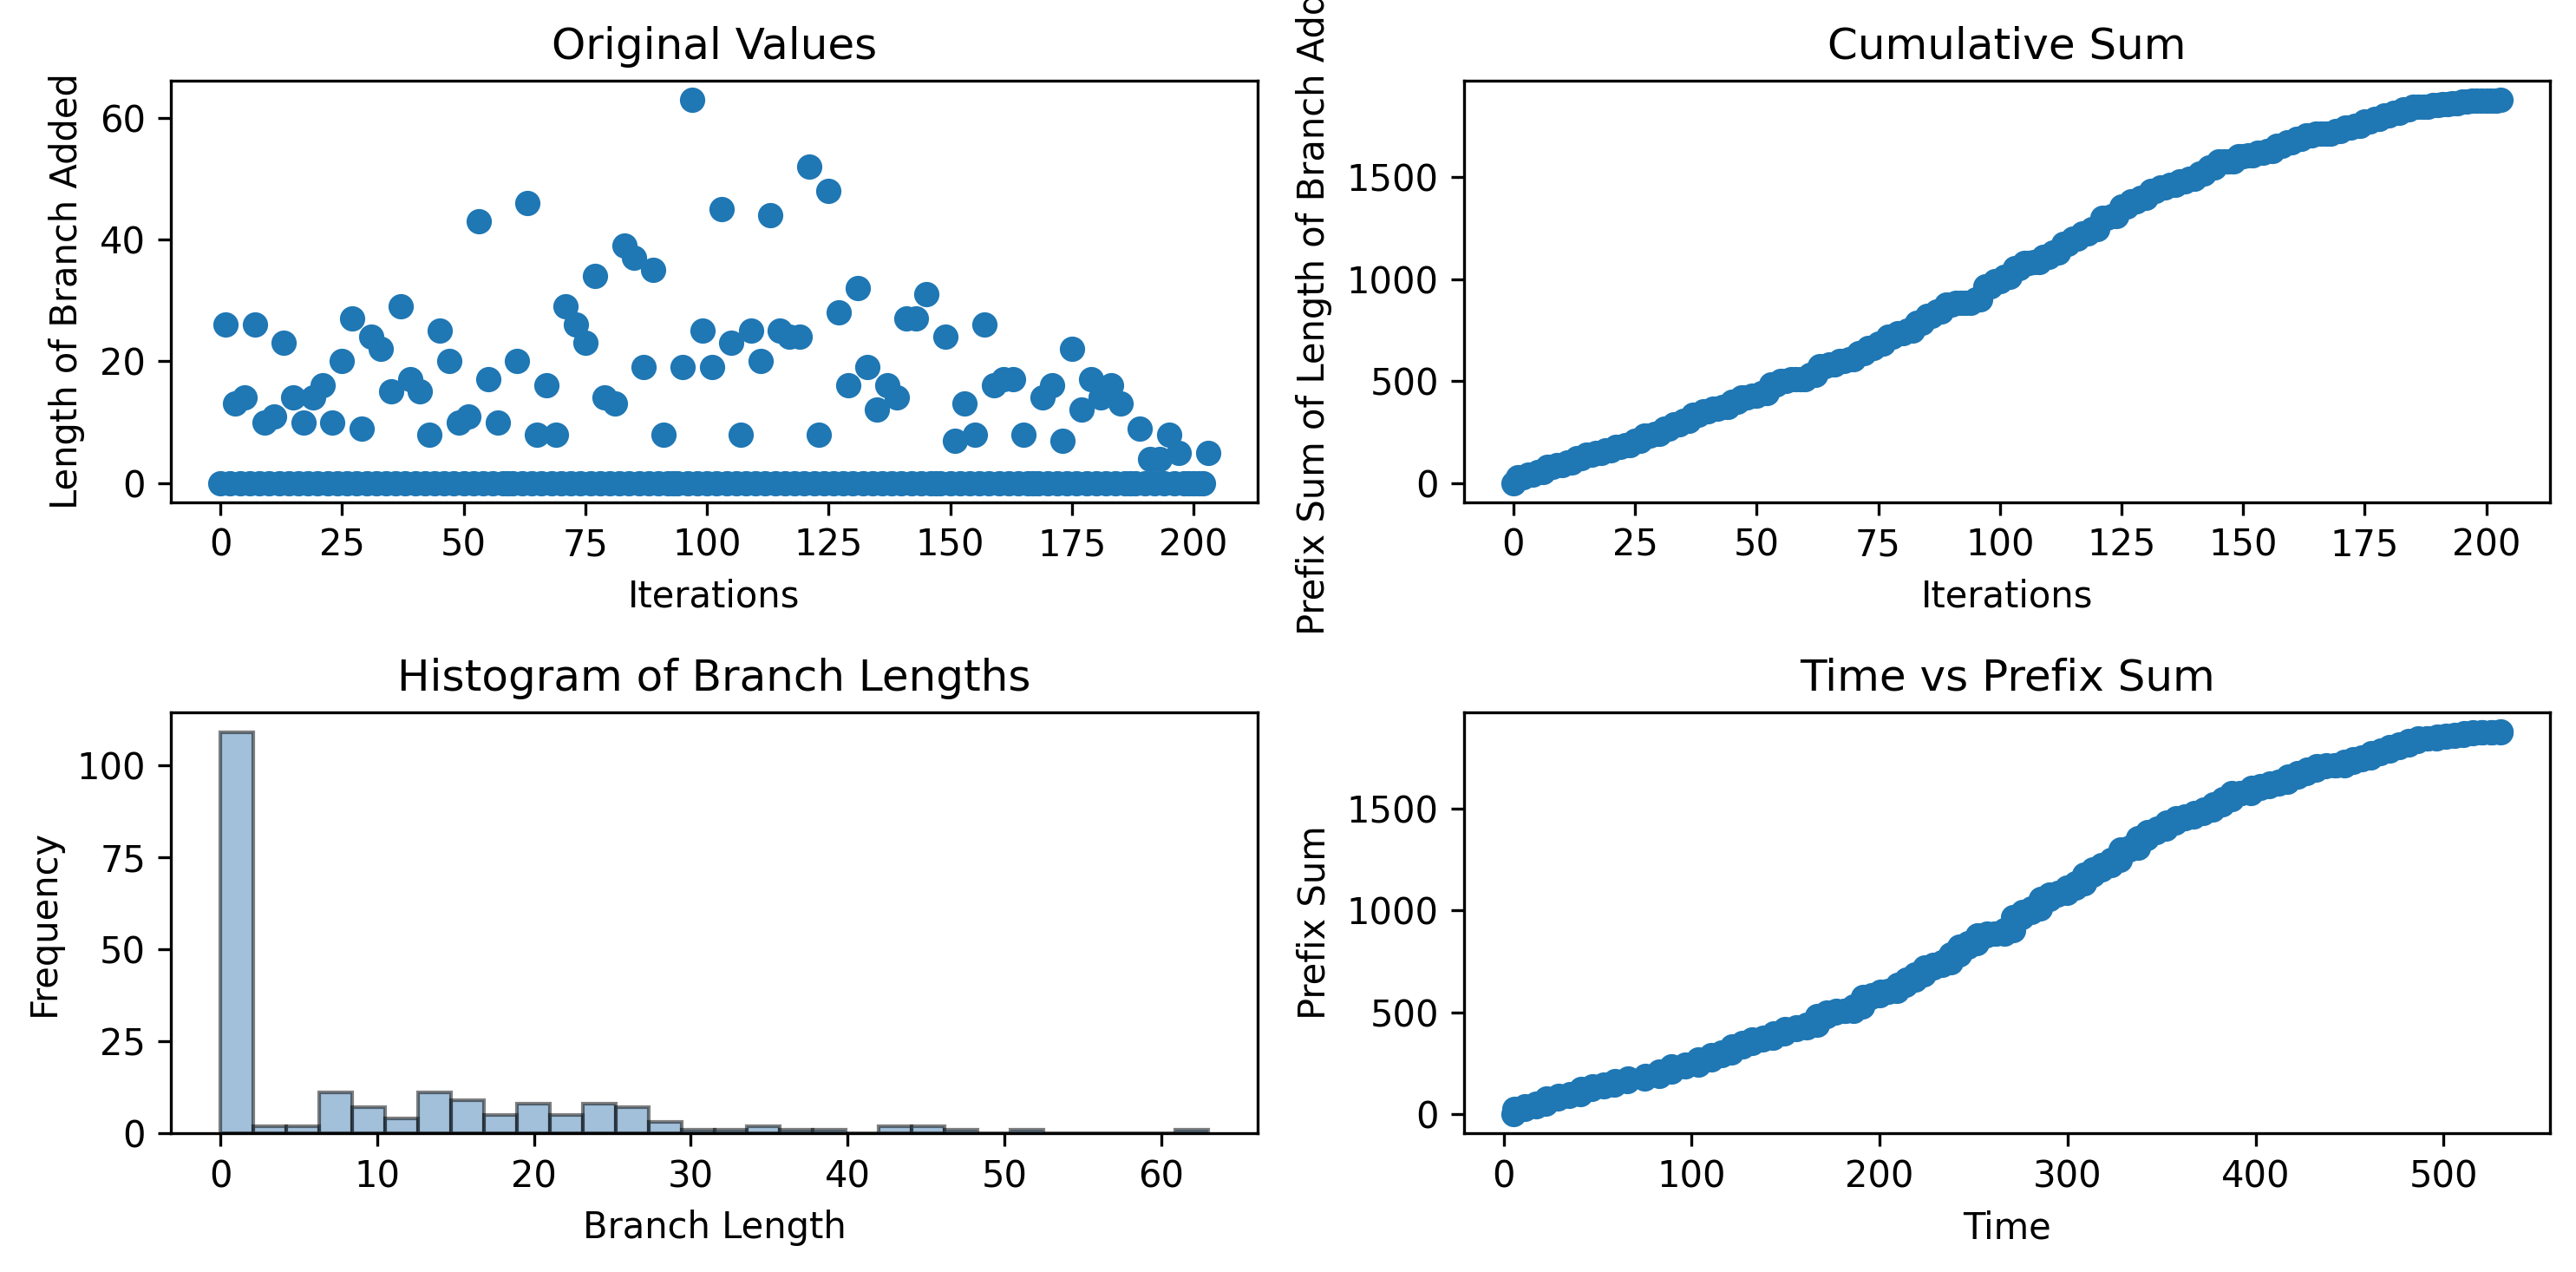 Original Values
Length of Branch Added
60
40
20
0
0 25 50 75 100 125 150 175 200
Iterations
Cumulative Sum
Prefix Sum of Length of Branch
1500
1000
500
0
0 25 50 75 100 125 150 175 200
Iterations
Histogram of Branch Lengths
Frequency
100
75
50
25
0
0 10 20 30 40 50 60
Branch Length
Time vs Prefix Sum
Prefix Sum
1500
1000
500
0
0 100 200 300 400 500
Time